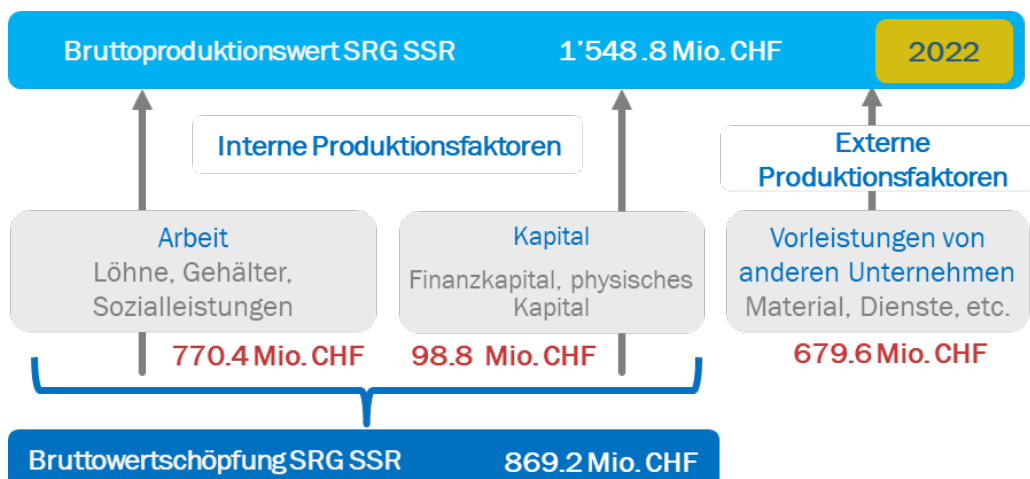 Bruttoproduktionswert SRG SSR 1'548.8 Mio. CHF 2022
Interne Produktionsfaktoren
Externe
Produktionsfaktoren
Arbeit
Löhne, Gehälter,
Sozialleistungen
Kapital
Finanzkapital, physisches
Kapital
Vorleistungen von
anderen Unternehmen
Material, Dienste, etc.
770.4 Mio. CHF
98.8 Mio. CHF
679.6 Mio. CHF
Bruttowertschöpfung SRG SSR 869.2 Mio. CHF